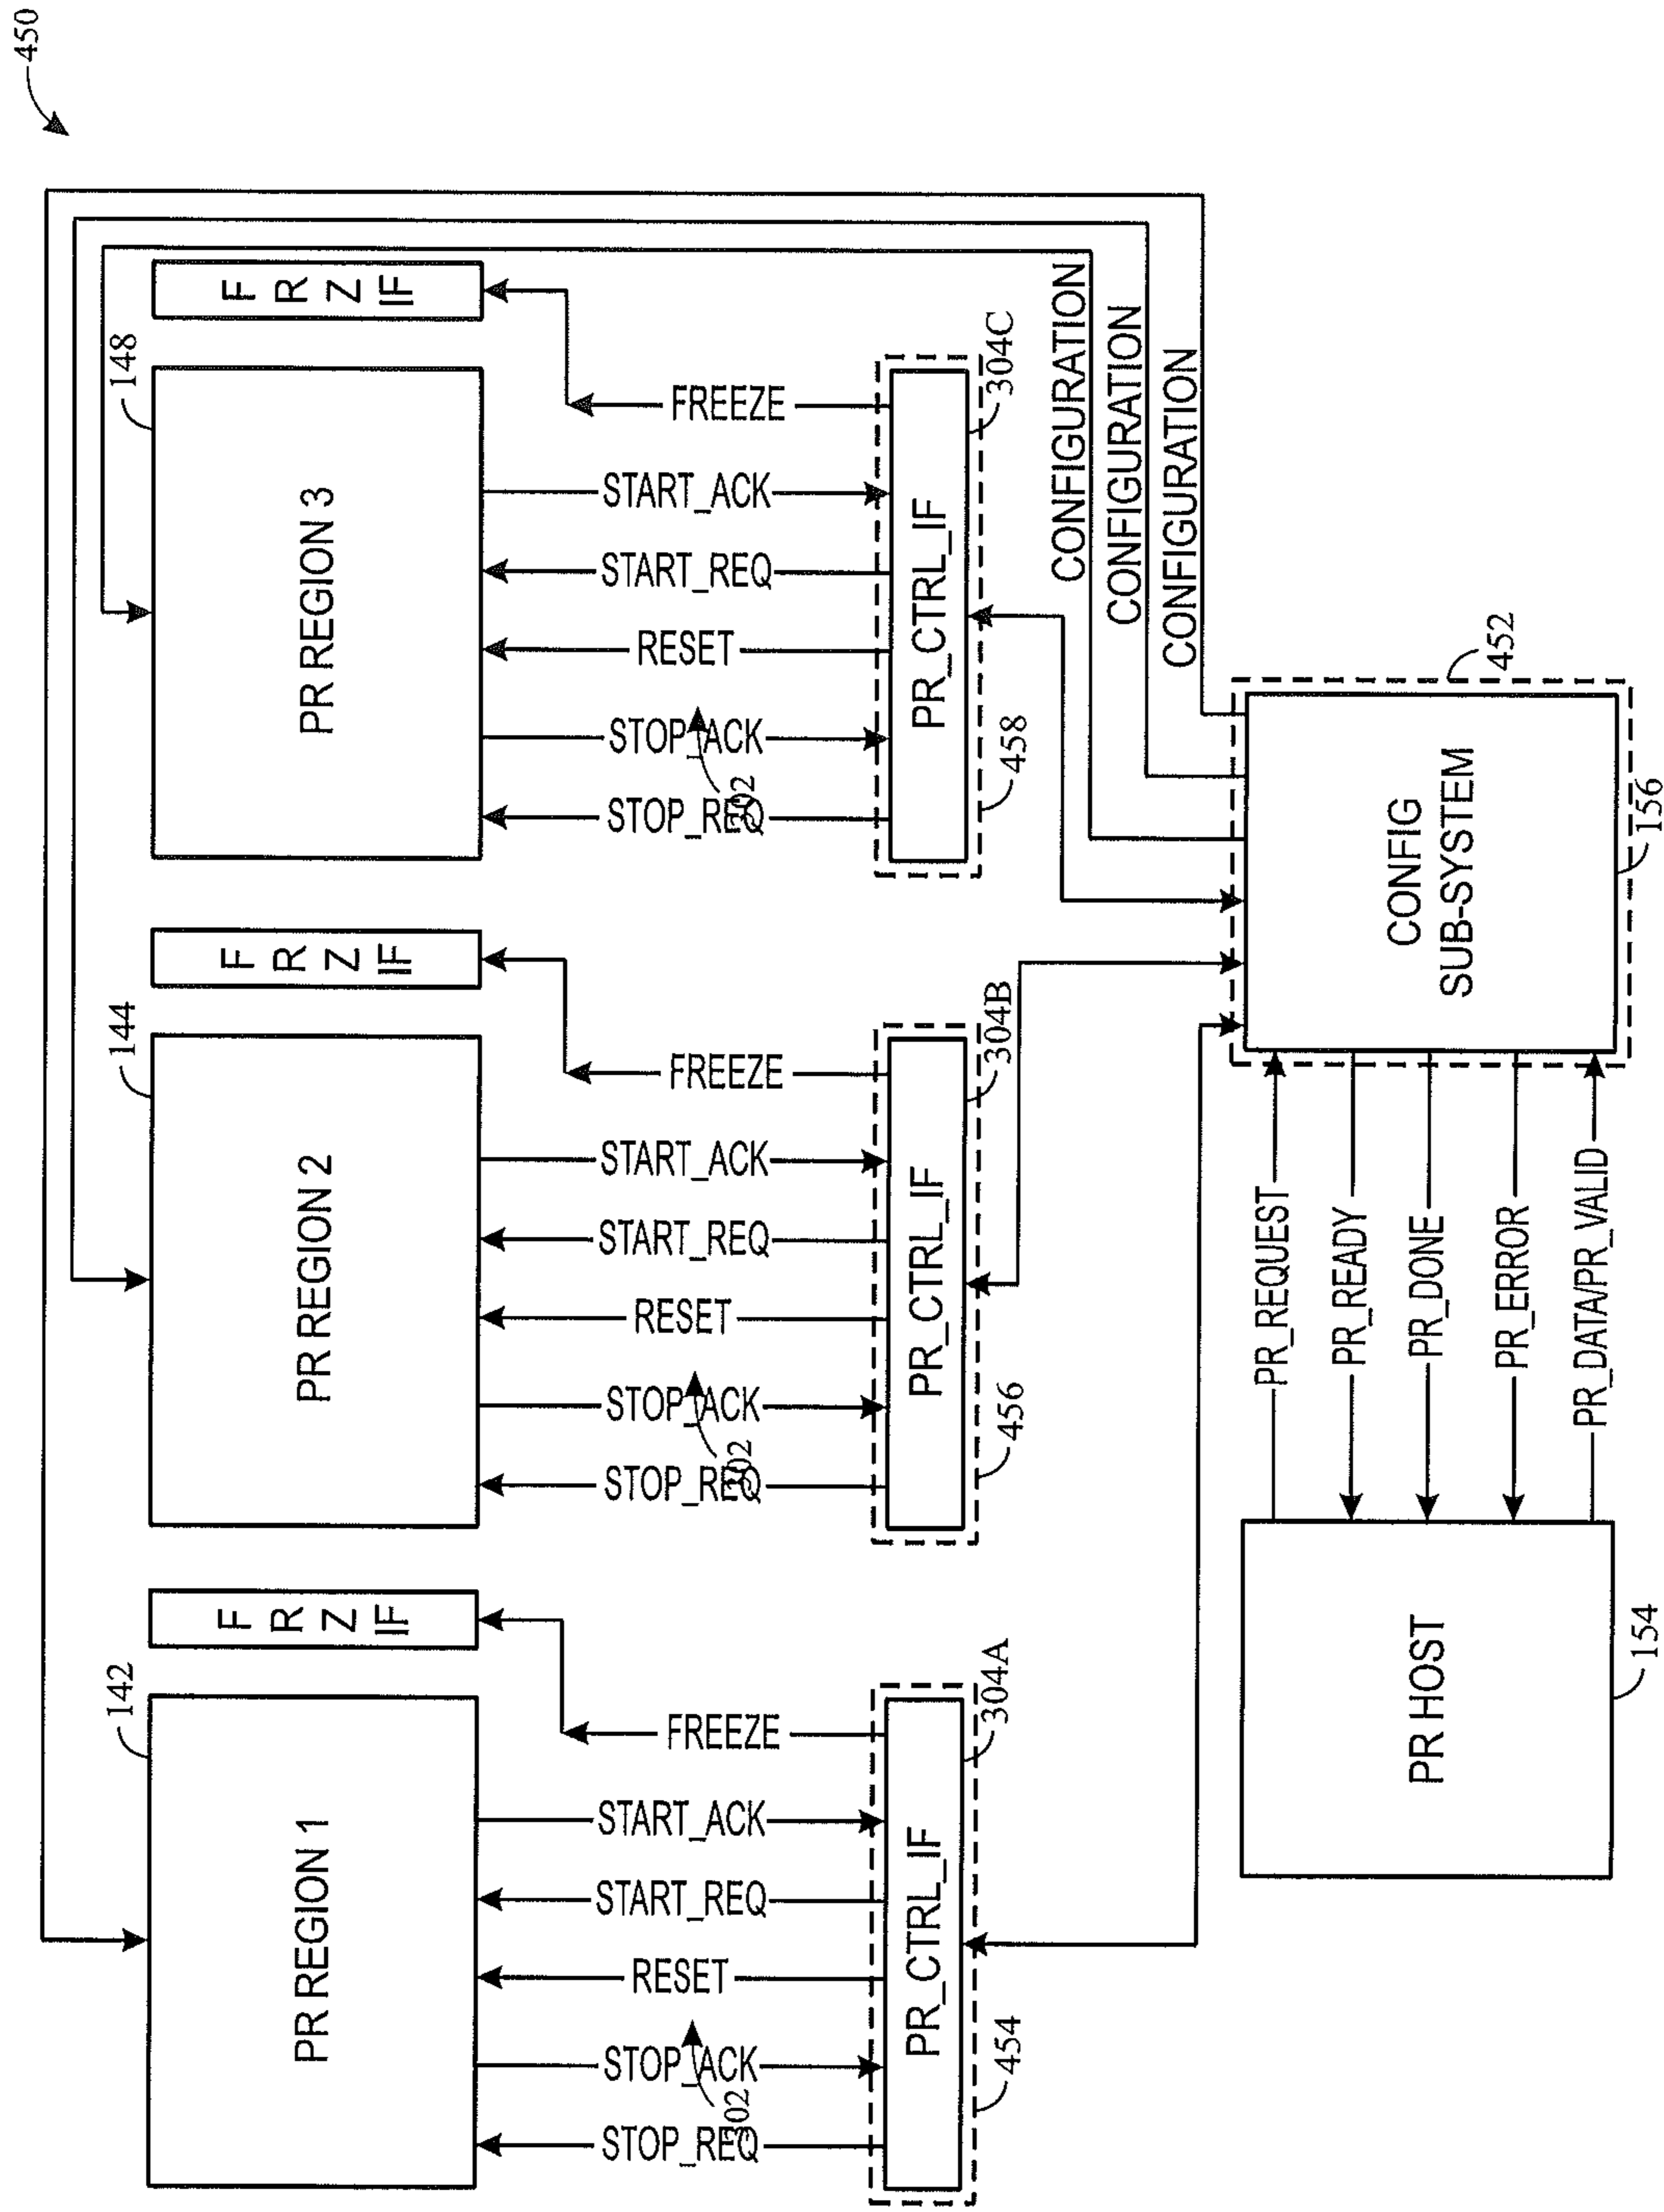 450
142
PR REGION 1
F
R
Z
IF
STOP_REQ
302
STOP_ACK
RESET
START_REQ
START_ACK
FREEZE
PR_CTRL_IF
304A
454
144
PR REGION 2
F
R
Z
IF
STOP_REQ
302
STOP_ACK
RESET
START_REQ
START_ACK
FREEZE
PR_CTRL_IF
304B
456
148
PR REGION 3
F
R
Z
IF
STOP_REQ
302
STOP_ACK
RESET
START_REQ
START_ACK
FREEZE
PR_CTRL_IF
304C
458
CONFIGURATION
CONFIGURATION
CONFIGURATION
PR HOST
154
PR_REQUEST
PR_READY
PR_DONE
PR_ERROR
PR_DATA/PR_VALID
CONFIG
SUB-SYSTEM
452
156